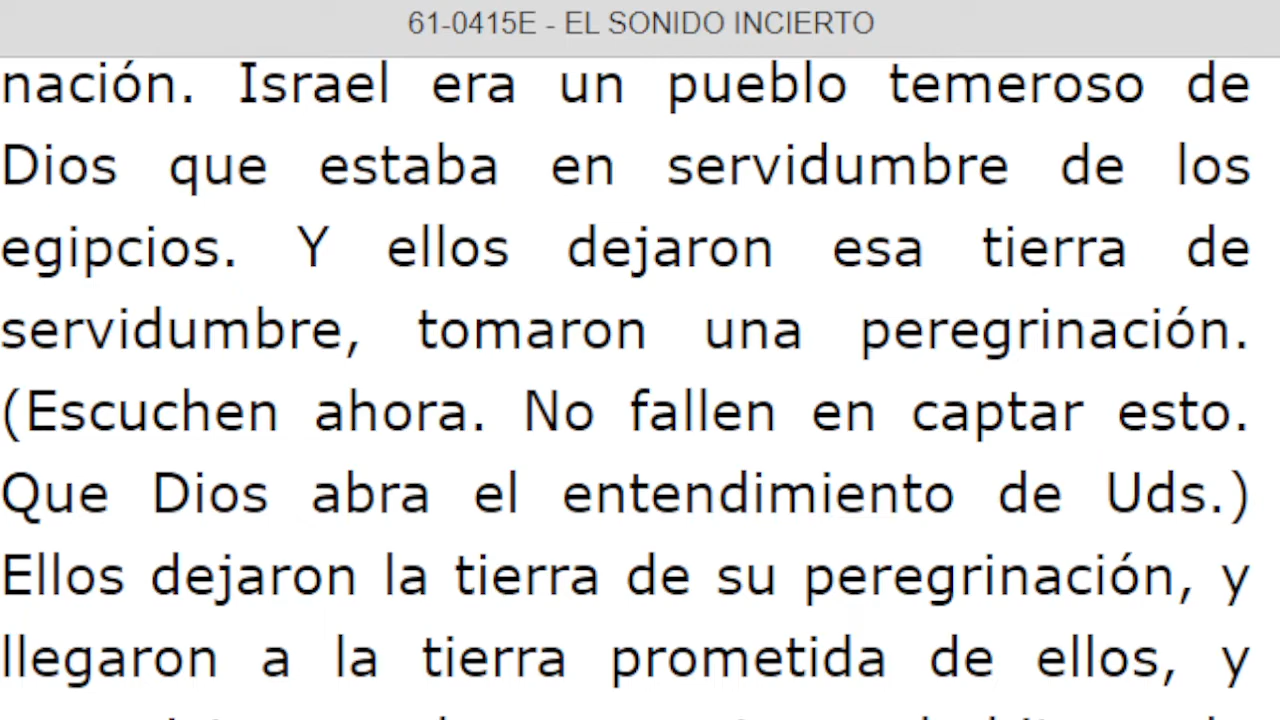 61-0415E - EL SONIDO INCIERTO
nación. Israel era un pueblo temeroso de
Dios que estaba en servidumbre de los
egipcios. Y ellos dejaron esa tierra de
servidumbre, tomaron una peregrinación.
(Escuchen ahora. No fallen en captar esto.
Que Dios abra el entendimiento de Uds.)
Ellos dejaron la tierra de su peregrinación, y
llegaron a la tierra prometida de ellos, y